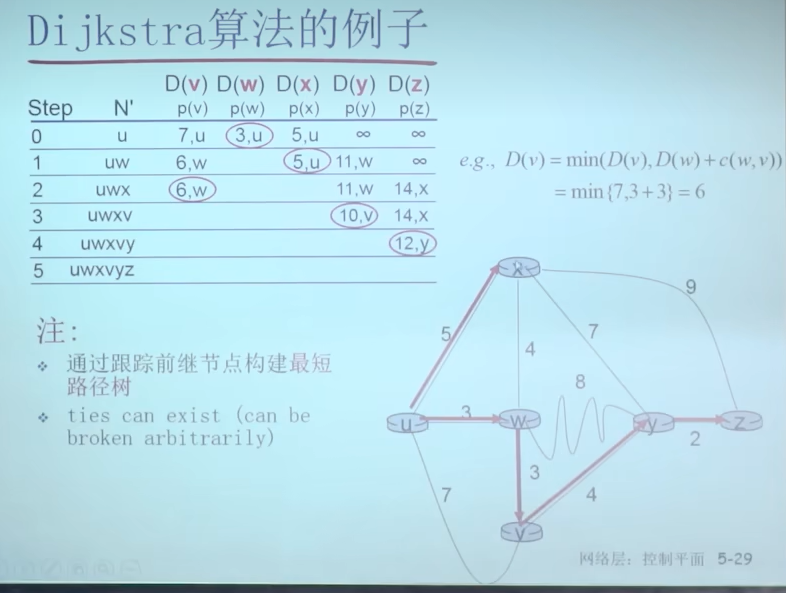 Dijkstra算法的例子
D(v) D(w) D(x) D(y) D(z)
Step N' p(v) p(w) p(x) p(y) p(z)
0 u 7,u 3,u 5,u ∞ ∞
1 uw 6,w 5,u 11,w ∞
2 uwx 6,w 11,w 14,x
3 uwxv 10,v 14,x
4 uwxvy 12,y
5 uwxvyz
e.g., D(v) = min(D(v), D(w) + c(w,v))
= min{7,3+3} = 6
注:
通过跟踪前继节点构建最短
路径树
ties can exist (can be
broken arbitrarily)
x
9
5
4
7
8
u
3
w
y
z
2
3
7
4
v
网络层: 控制平面 5-29